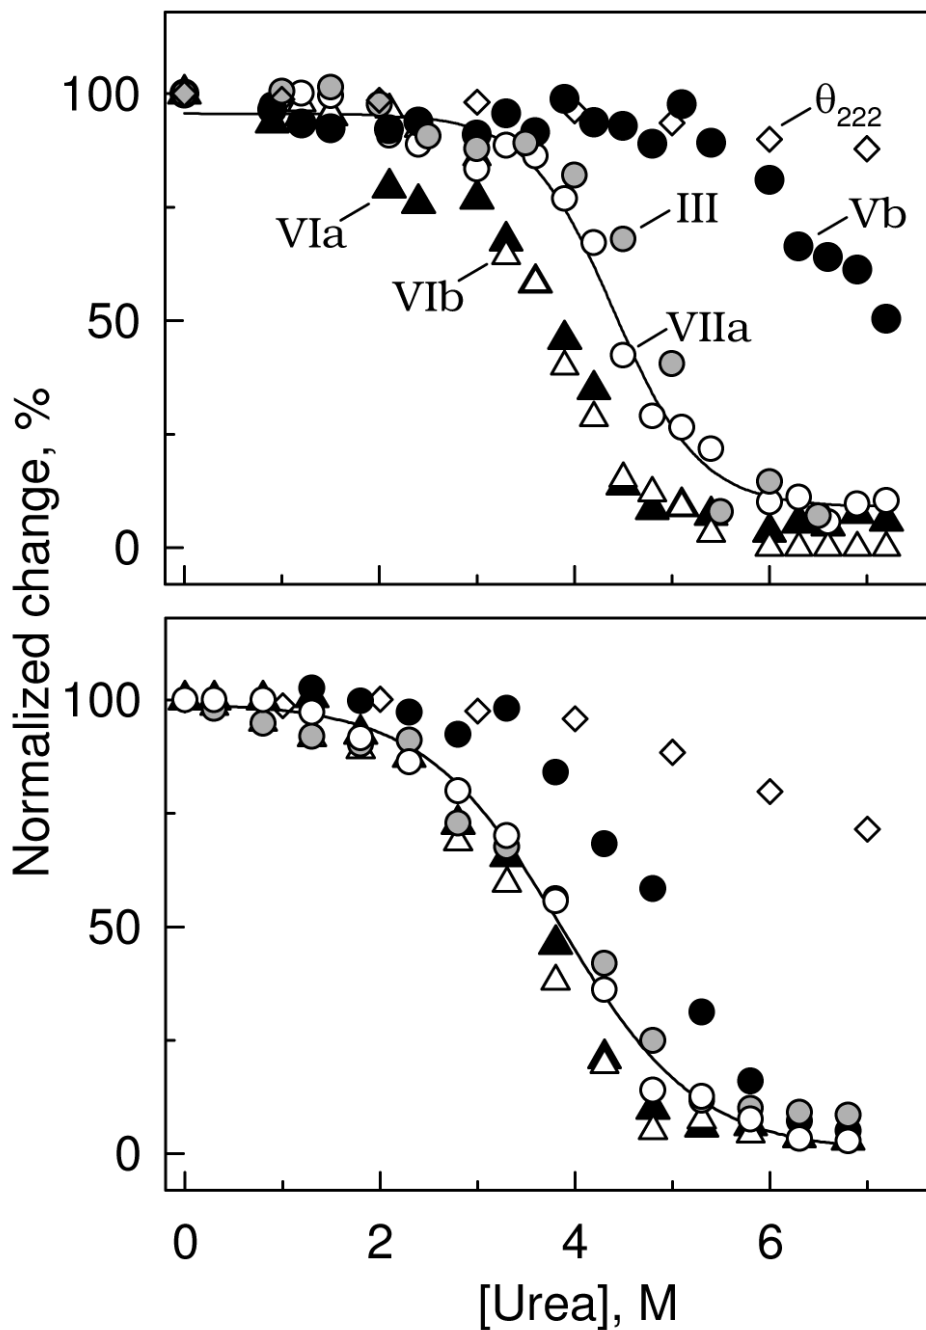 100
θ222
VIa
III
Vb
VIb
50
VIIa
0
Normalized change, %
100
50
0
0 2 4 6
[Urea], M